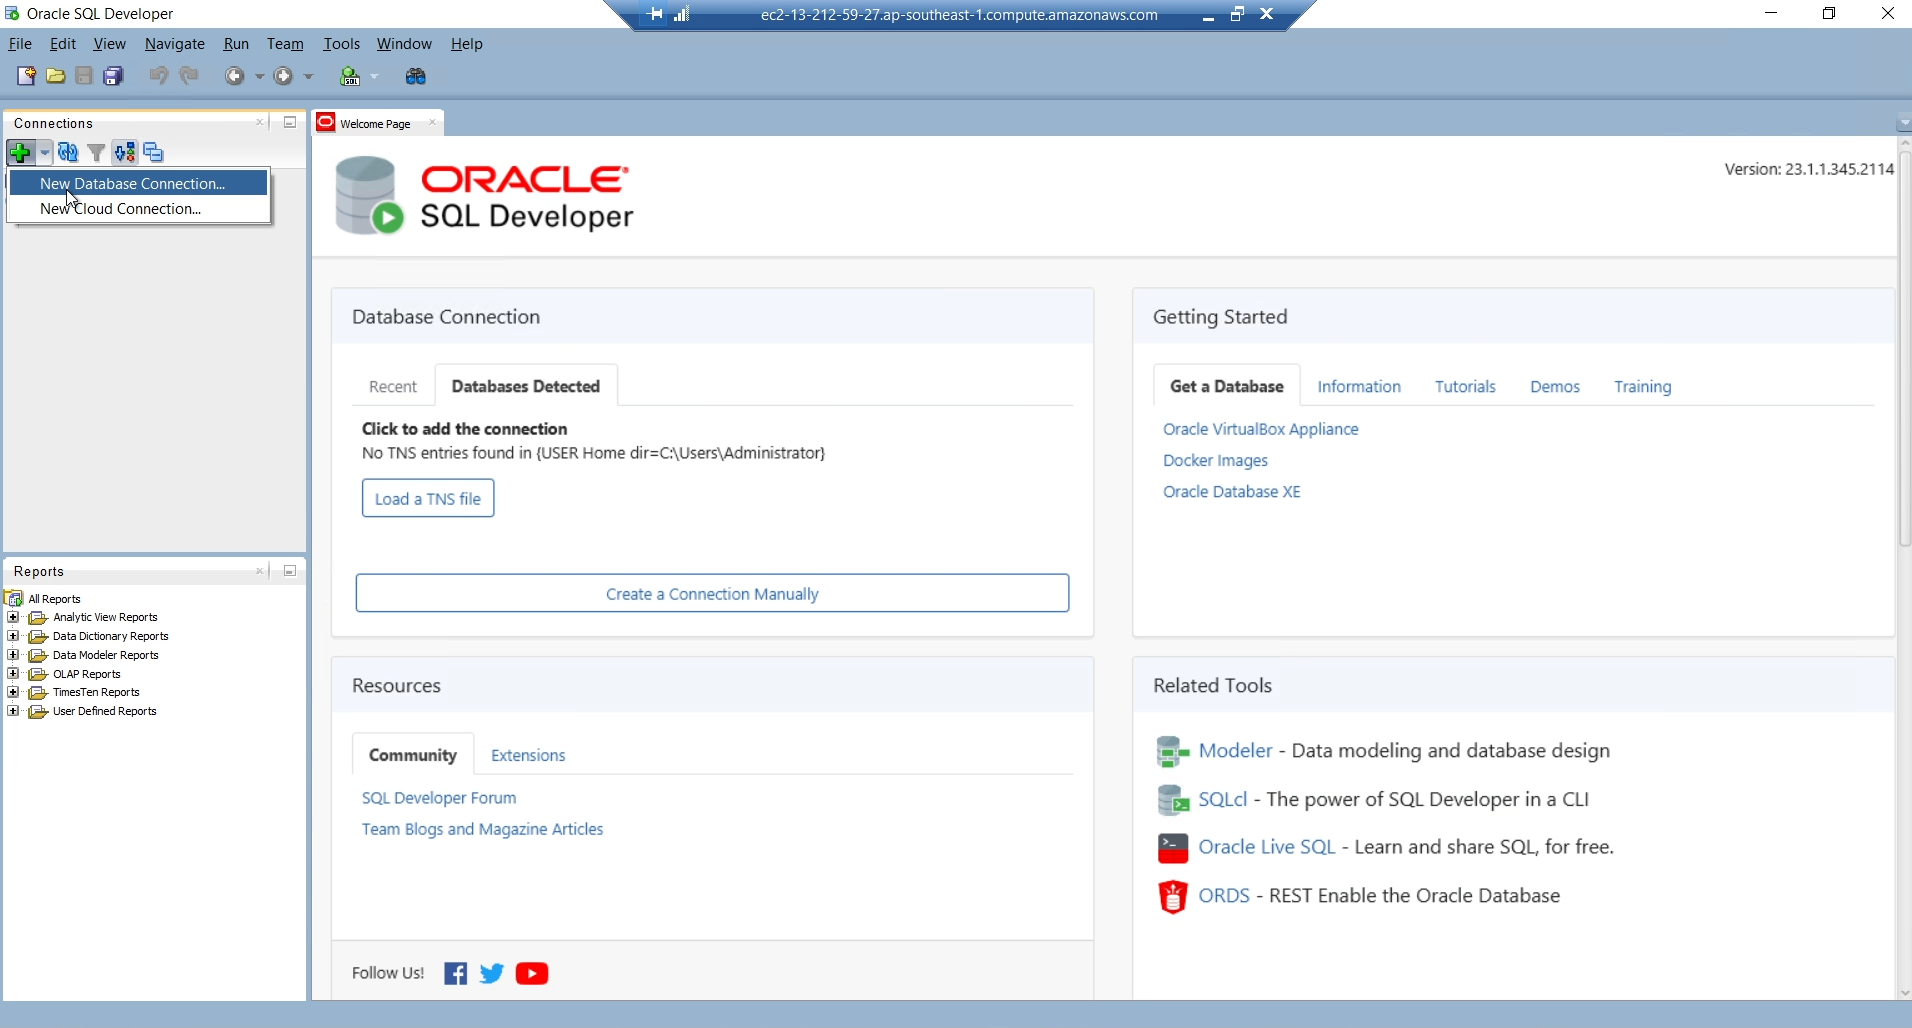 Oracle SQL Developer
ec2-13-212-59-27.ap-southeast-1.compute.amazonaws.com
File Edit View Navigate Run Team Tools Window Help
SQL
Connections
Welcome Page
New Database Connection...
New Cloud Connection...
ORACLE
SQL Developer
Version: 23.1.1.345.2114
Database Connection
Recent Databases Detected
Click to add the connection
No TNS entries found in {USER Home dir=C:\Users\Administrator}
Load a TNS file
Create a Connection Manually
Getting Started
Get a Database Information Tutorials Demos Training
Oracle VirtualBox Appliance
Docker Images
Oracle Database XE
Reports
All Reports
Analytic View Reports
Data Dictionary Reports
Data Modeler Reports
OLAP Reports
TimesTen Reports
User Defined Reports
Resources
Community Extensions
SQL Developer Forum
Team Blogs and Magazine Articles
Follow Us!
Related Tools
Modeler - Data modeling and database design
SQLcl - The power of SQL Developer in a CLI
Oracle Live SQL - Learn and share SQL, for free.
ORDS - REST Enable the Oracle Database